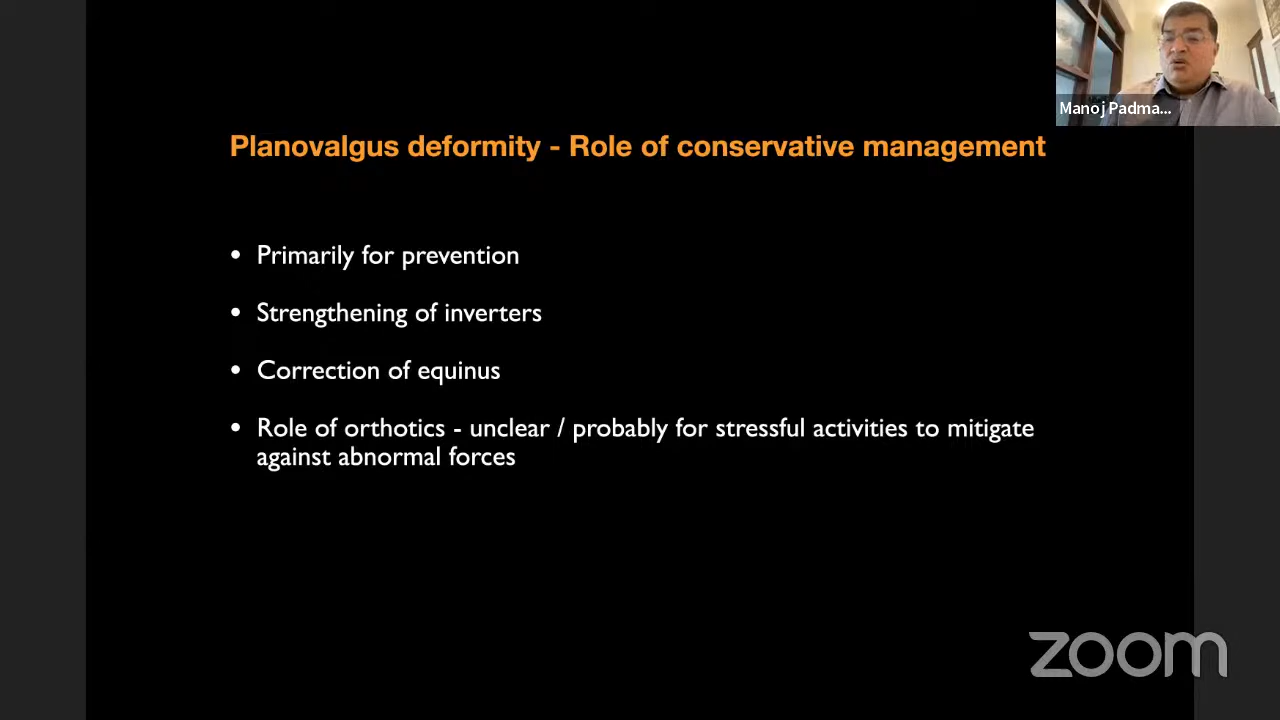 Manoj Padma...
Planovalgus deformity - Role of conservative management
• Primarily for prevention
• Strengthening of inverters
• Correction of equinus
• Role of orthotics - unclear / probably for stressful activities to mitigate
against abnormal forces
zoom